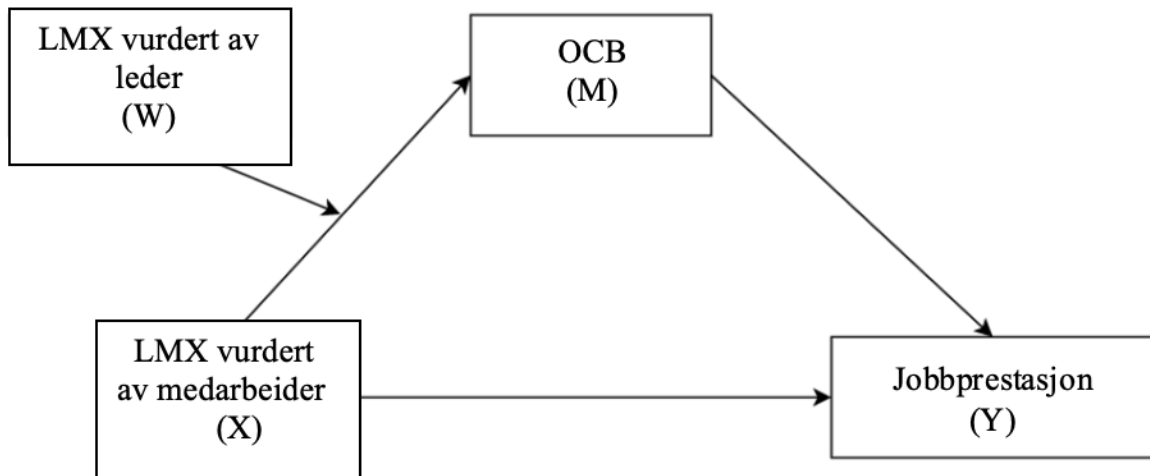 LMX vurdert av
leder
(W)
OCB
(M)
LMX vurdert
av medarbeider
(X)
Jobbprestasjon
(Y)